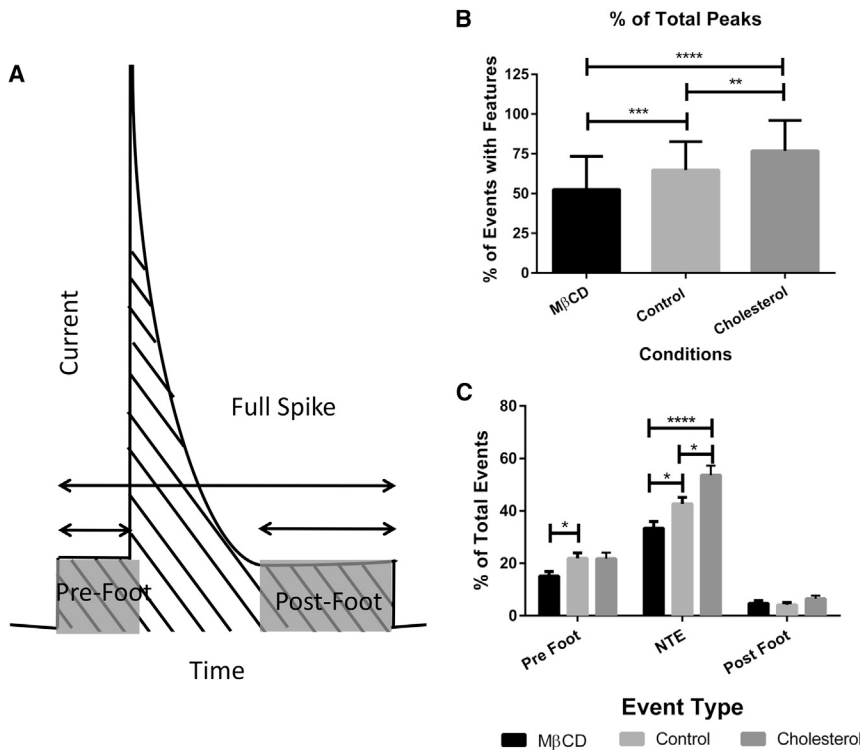 A
Current
Full Spike
Pre-Foot
Post-Foot
Time
B
% of Total Peaks
% of Events with Features
125
100
75
50
25
0
****
**
***
MβCD
Control
Cholesterol
Conditions
C
% of Total Events
80
60
40
20
0
*
****
*
*
Pre Foot
NTE
Post Foot
Event Type
MβCD Control Cholesterol